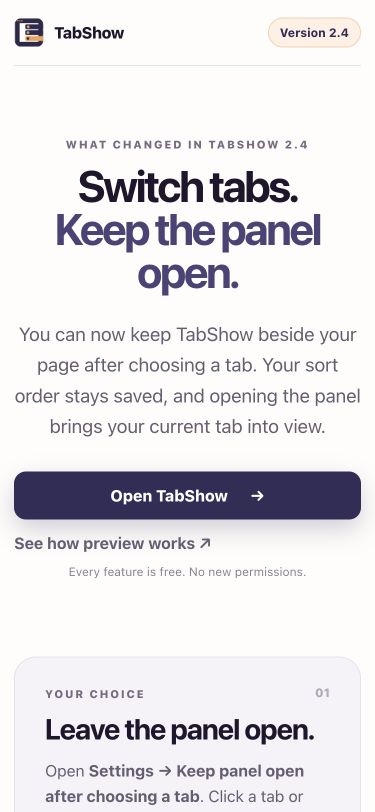 TabShow
Version 2.4
WHAT CHANGED IN TABSHOW 2.4
Switch tabs.
Keep the panel
open.
You can now keep TabShow beside your
page after choosing a tab. Your sort
order stays saved, and opening the panel
brings your current tab into view.
Open TabShow →
See how preview works ↗
Every feature is free. No new permissions.
YOUR CHOICE
01
Leave the panel open.
Open Settings → Keep panel open
after choosing a tab. Click a tab or